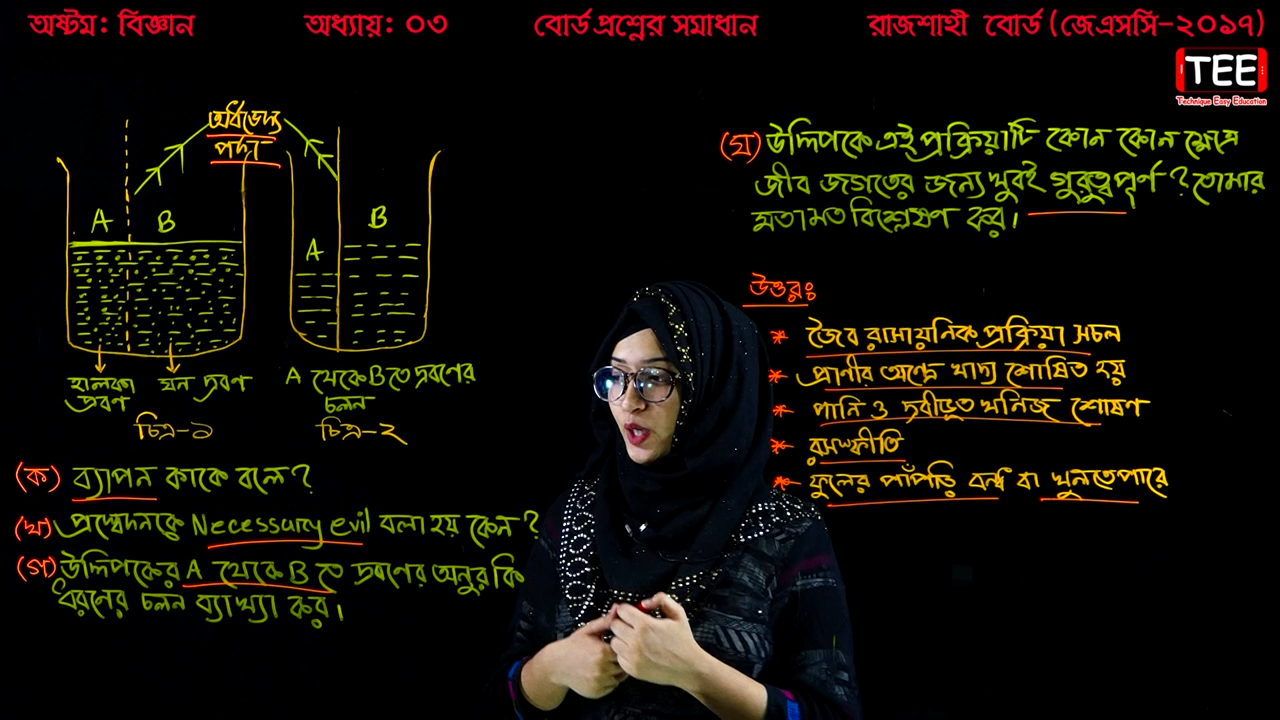 অষ্টম: বিজ্ঞান
অধ্যায়: ০৩
বোর্ড প্রশ্নের সমাধান
রাজশাহী বোর্ড (জেএসসি-২০১৭)
TEE
Technique Easy Education
অর্ধভেদ্য
পর্দা
A
B
A
B
হালকা
দ্রবণ
ঘন দ্রবণ
চিত্র-১
A থেকে B তে দ্রবণের
চলন
চিত্র-২
(ক) ব্যাপন কাকে বলে?
(খ) প্রস্বেদনকে Necessary evil বলা হয় কেন?
(গ) উদ্দিপকের A থেকে B তে দ্রবণের অনুর কি
ধরণের চলন ব্যাখ্যা কর।
(ঘ) উদ্দিপকে এই প্রক্রিয়াটি কোন কোন ক্ষেত্রে
জীব জগতের জন্য খুবই গুরুত্বপূর্ণ? তোমার
মতামত বিশ্লেষণ কর।
উত্তরঃ
* জৈব রাসায়নিক প্রক্রিয়া সচল
* প্রাণীর অন্ত্রে খাদ্য শোষিত হয়
* পানি ও দ্রবীভূত খনিজ শোষণ
* রসস্ফীতি
* ফুলের পাঁপড়ি বন্ধ বা খুলতে পারে